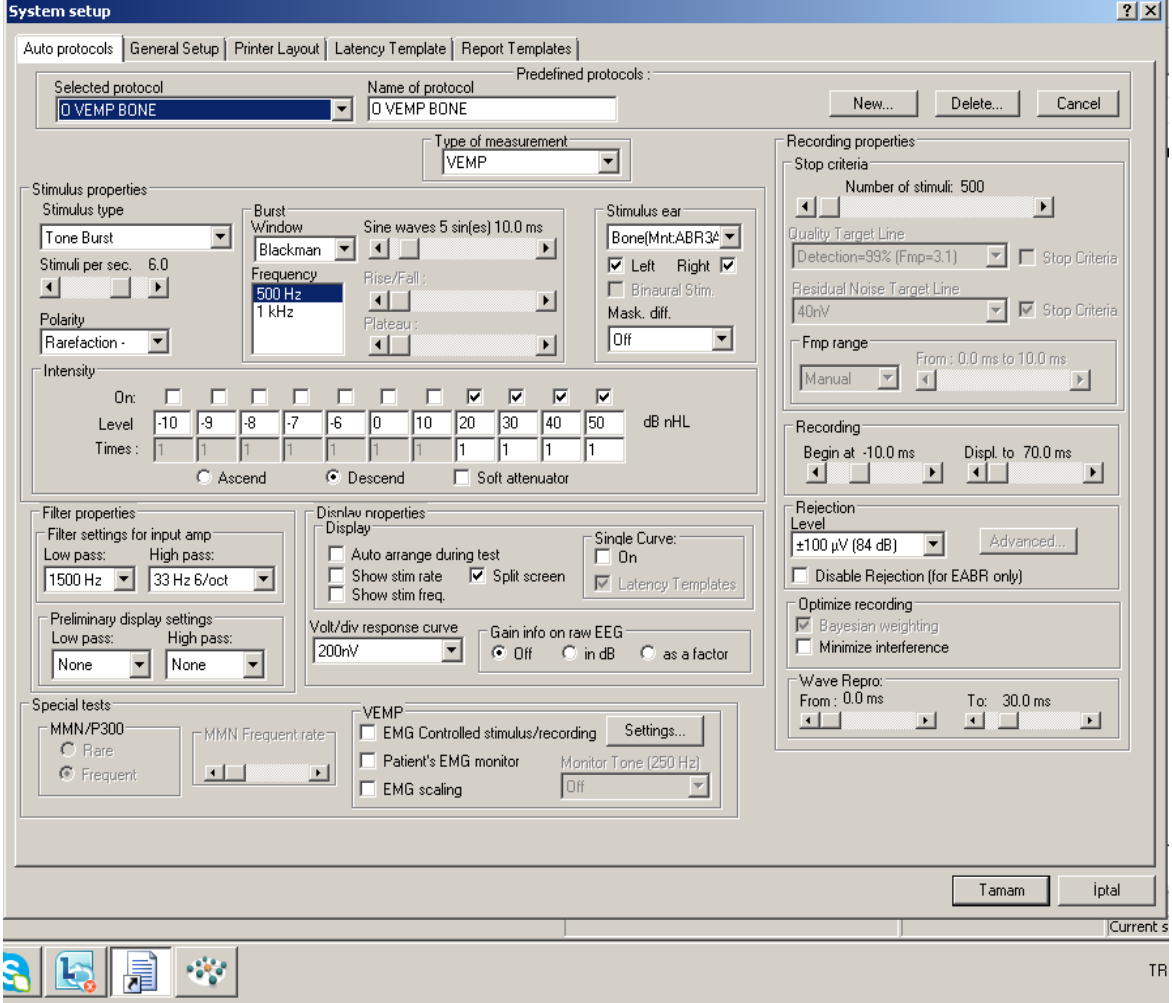 System setup
Auto protocols General Setup Printer Layout Latency Template Report Templates
Predefined protocols :
Selected protocol Name of protocol
O VEMP BONE O VEMP BONE New... Delete... Cancel
Type of measurement
VEMP
Stimulus properties
Stimulus type
Tone Burst
Stimuli per sec. 6.0
Polarity
Rarefaction -
Burst
Window Sine waves 5 sin(es) 10.0 ms
Blackman
Frequency Rise/Fall :
500 Hz
1 kHz
Plateau :
Stimulus ear
Bone(Mnt:ABR3A
Left Right
Binaural Stim.
Mask. diff.
Off
Intensity
On:
Level -10 -9 -8 -7 -6 0 10 20 30 40 50 dB nHL
Times : 1 1 1 1 1 1 1 1 1 1 1
Ascend Descend Soft attenuator
Filter properties
Filter settings for input amp
Low pass: High pass:
1500 Hz 33 Hz 6/oct
Preliminary display settings
Low pass: High pass:
None None
Display properties
Display
Auto arrange during test
Show stim rate Split screen
Show stim freq.
Single Curve:
On
Latency Templates
Volt/div response curve
200nV
Gain info on raw EEG
Off in dB as a factor
Special tests
MMN/P300
Rare
Frequent
MMN Frequent rate
VEMP
EMG Controlled stimulus/recording Settings...
Patient's EMG monitor Monitor Tone (250 Hz)
EMG scaling Off
Recording properties
Stop criteria
Number of stimuli: 500
Quality Target Line
Detection=99% (Fmp=3.1) Stop Criteria
Residual Noise Target Line
40nV Stop Criteria
Fmp range
Manual From : 0.0 ms to 10.0 ms
Recording
Begin at -10.0 ms Displ. to 70.0 ms
Rejection
Level
±100 µV (84 dB) Advanced...
Disable Rejection (for EABR only)
Optimize recording
Bayesian weighting
Minimize interference
Wave Repro:
From : 0.0 ms To: 30.0 ms
Tamam İptal
Current s
TR